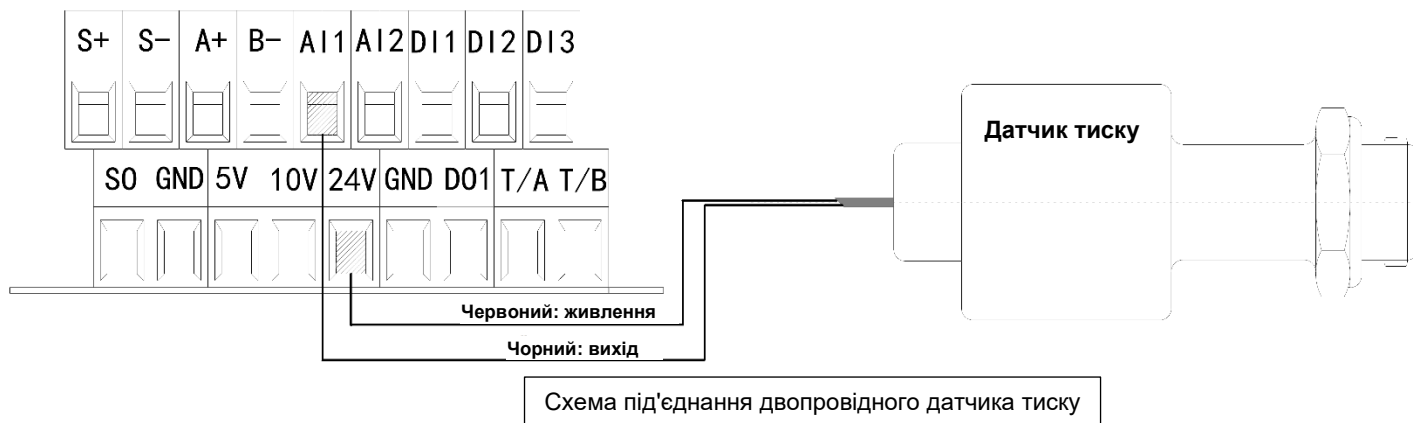 S+ S- A+ B- AI1 AI2 DI1 DI2 DI3
Датчик тиску
SO GND 5V 10V 24V GND DO1 T/A T/B
Червоний: живлення
Чорний: вихід
Схема під'єднання двопровідного датчика тиску